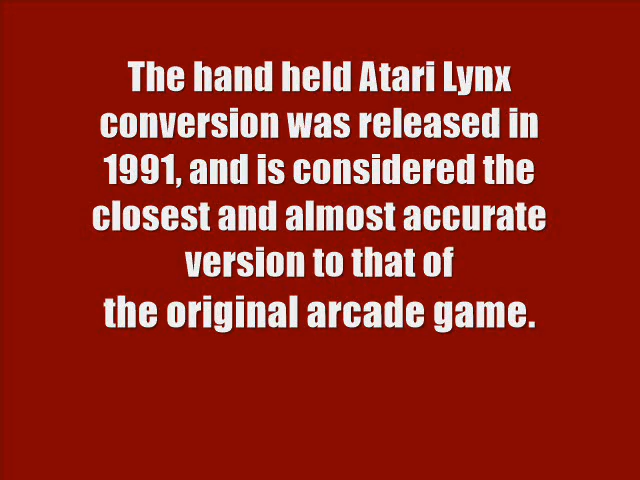 The hand held Atari Lynx
conversion was released in
1991, and is considered the
closest and almost accurate
version to that of
the original arcade game.